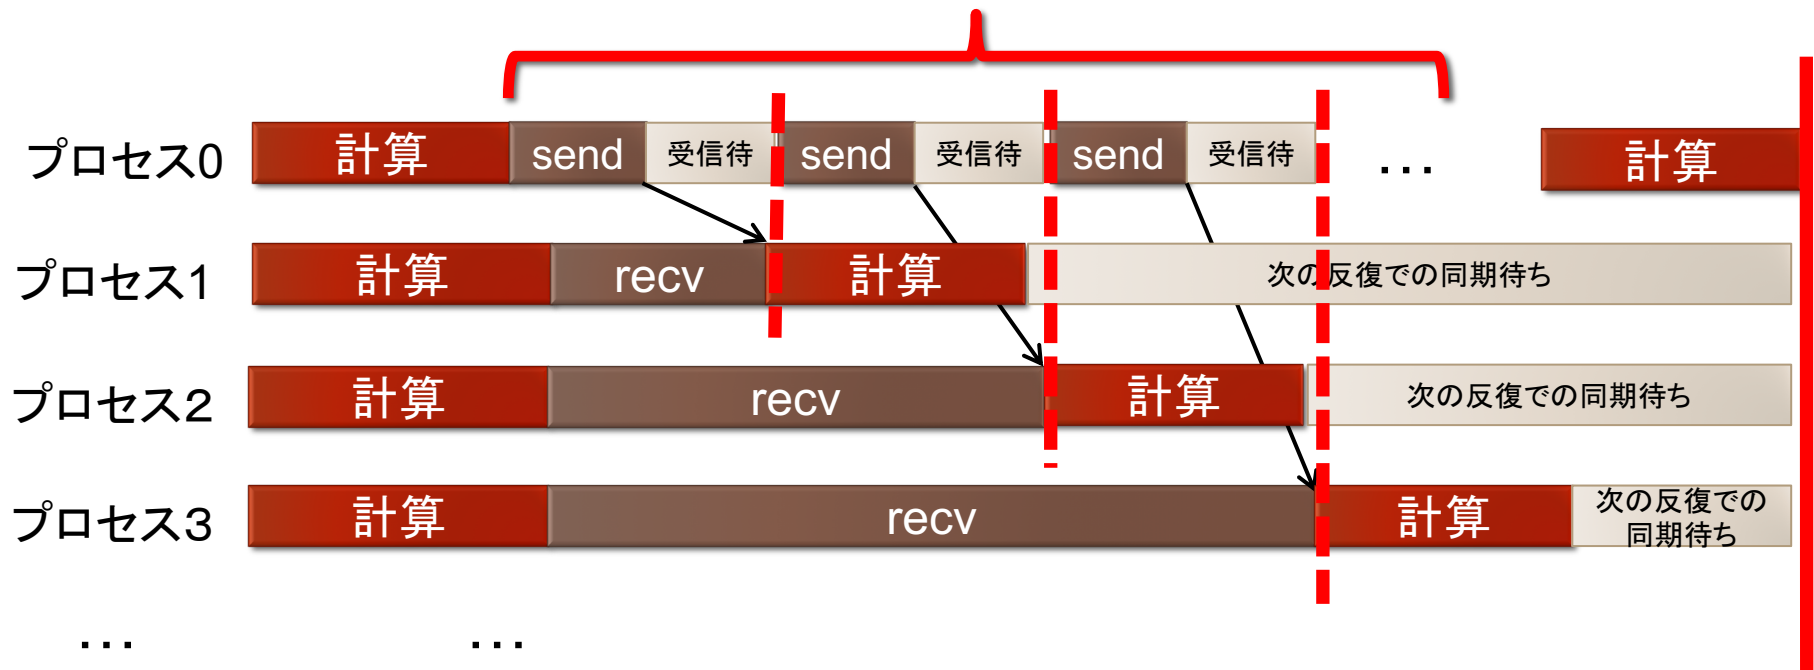 プロセス0 計算 send 受信待 send 受信待 send 受信待 … 計算
プロセス1 計算 recv 計算 次の反復での同期待ち
プロセス2 計算 recv 計算 次の反復での同期待ち
プロセス3 計算 recv 計算 次の反復での
同期待ち
… …